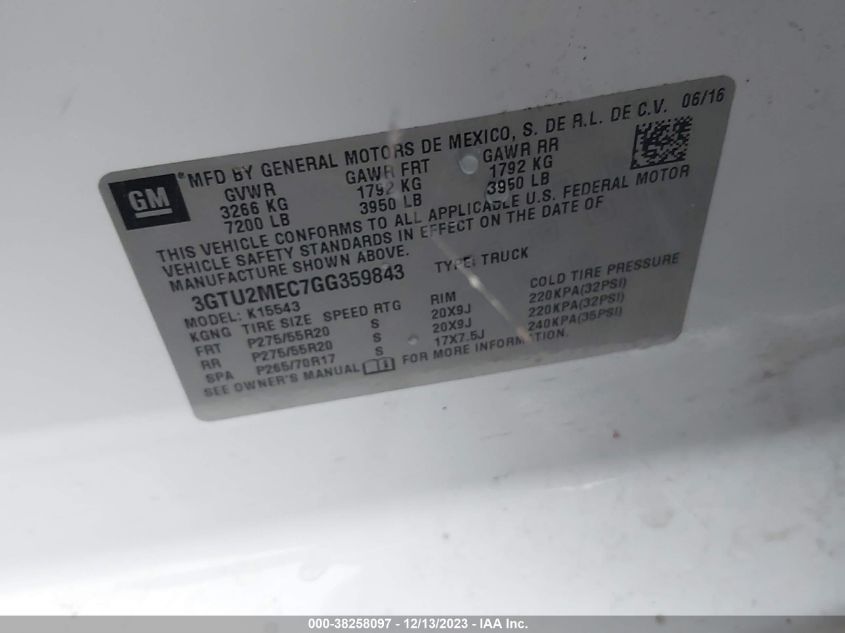 GM
MFD BY GENERAL MOTORS DE MEXICO, S. DE R.L. DE C.V. 06/16
GVWR GAWR FRT GAWR RR
3266 KG 1792 KG 1792 KG
7200 LB 3950 LB 3950 LB
THIS VEHICLE CONFORMS TO ALL APPLICABLE U.S. FEDERAL MOTOR
VEHICLE SAFETY STANDARDS IN EFFECT ON THE DATE OF
MANUFACTURE SHOWN ABOVE.
3GTU2MEC7GG359843 TYPE: TRUCK
MODEL: K15543
KGNG TIRE SIZE SPEED RTG RIM COLD TIRE PRESSURE
FRT P275/55R20 S 20X9J 220KPA(32PSI)
RR P275/55R20 S 20X9J 220KPA(32PSI)
SPA P265/70R17 S 17X7.5J 240KPA(35PSI)
SEE OWNER'S MANUAL FOR MORE INFORMATION.
000-38258097 - 12/13/2023 - IAA Inc.